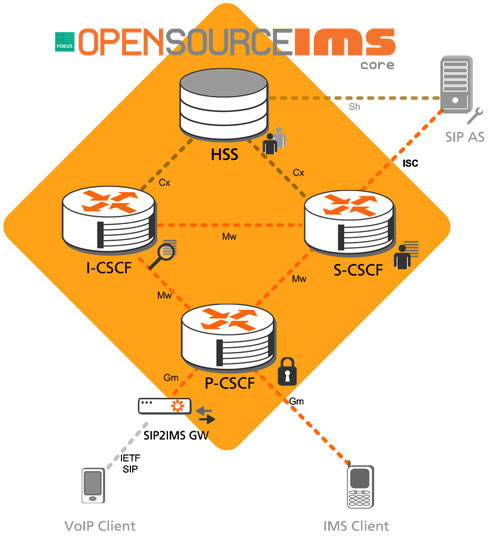 FOKUS
OPENSOURCEIMS
core
Sh
SIP AS
HSS
ISC
Cx
Cx
Mw
I-CSCF
S-CSCF
Mw
Mw
P-CSCF
Gm
Gm
SIP2IMS GW
IETF
SIP
VoIP Client
IMS Client